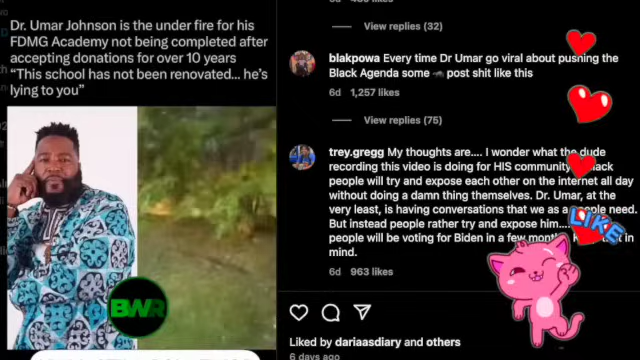 Dr. Umar Johnson is the under fire for his
FDMG Academy not being completed after
accepting donations for over 10 years
“This school has not been renovated... he’s
lying to you”
BWR
View replies (32)
blakpowa Every time Dr Umar go viral about pushing the
Black Agenda some post shit like this
6d 1,257 likes
View replies (75)
trey.gregg My thoughts are.... I wonder what the dude
recording this video is doing for HIS community.
people will try and expose each other on the internet all day
without doing a damn thing themselves. Dr. Umar, at
the very least, is having conversations that we as a people need.
But instead people rather try and expose him....
people will be voting for Biden in a few in
mind.
6d 963 likes
LIKE
Liked by dariaasdiary and others
6 days ago